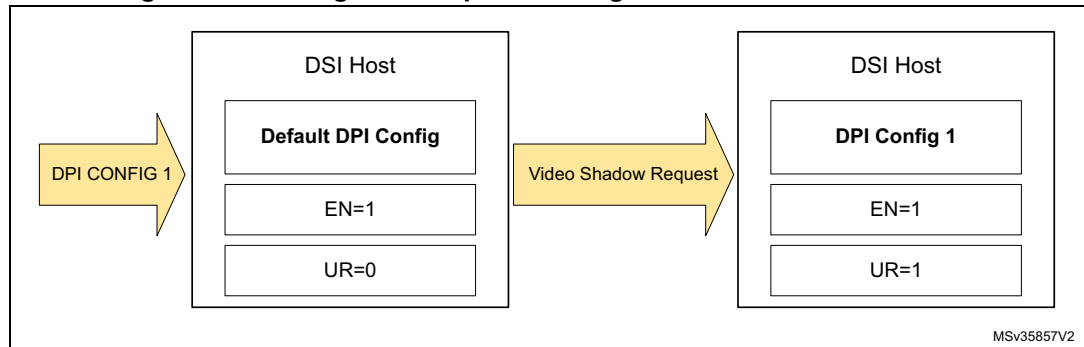 DSI Host
DSI Host
Default DPI Config
DPI Config 1
DPI CONFIG 1
Video Shadow Request
EN=1
EN=1
UR=0
UR=1
MSv35857V2